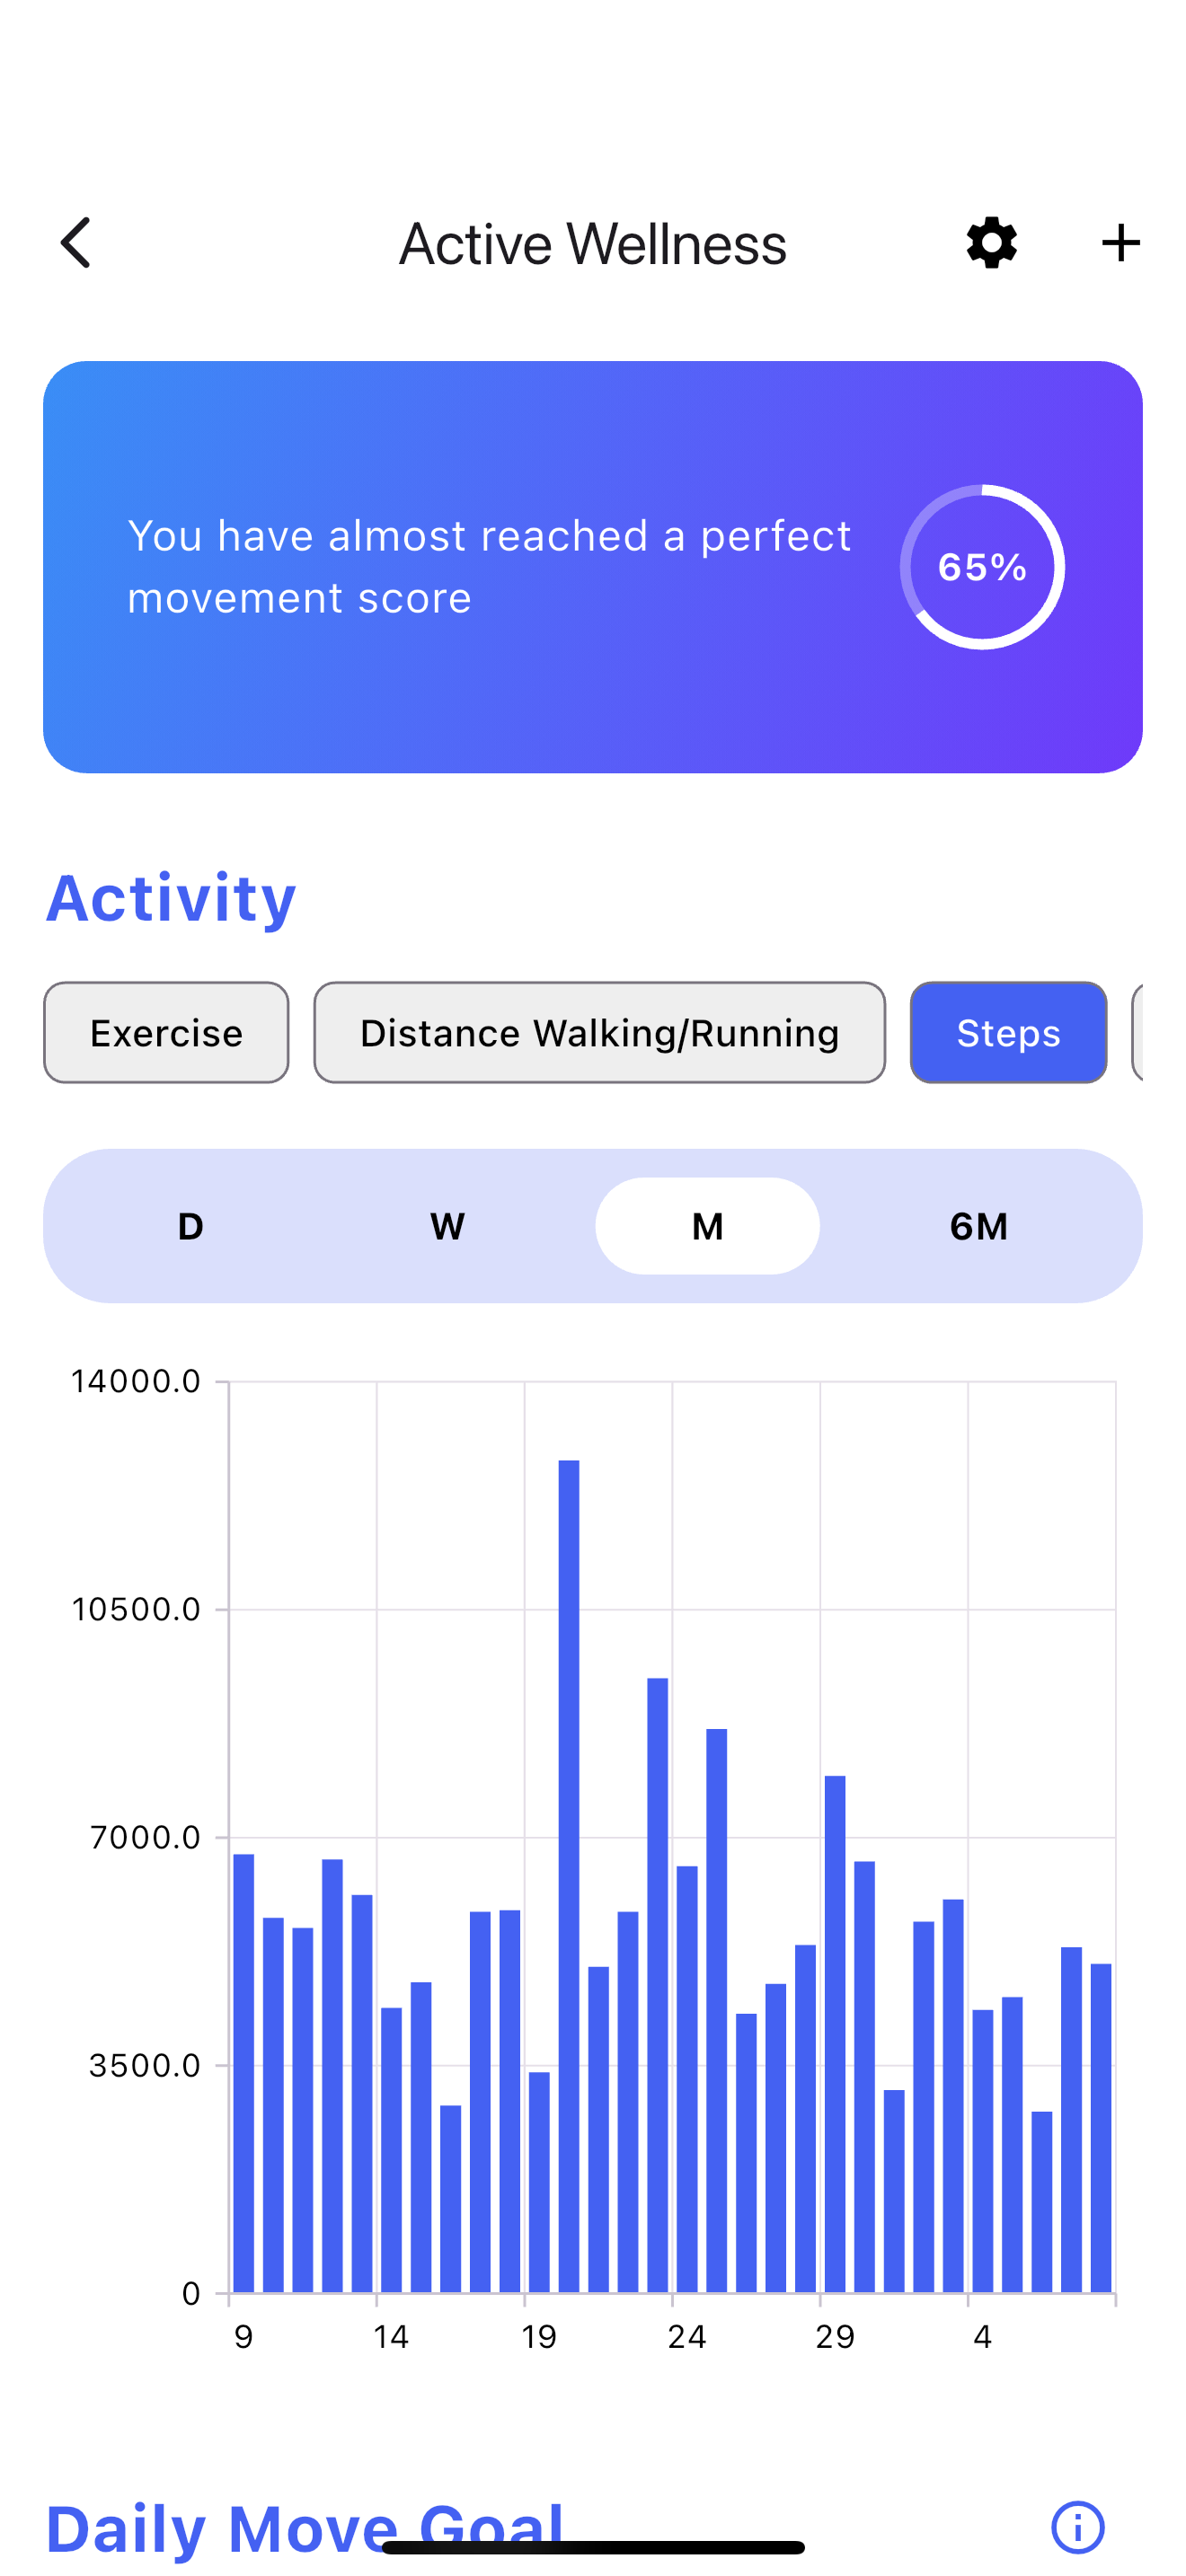 Active Wellness
You have almost reached a perfect
movement score
65%
Activity
Exercise
Distance Walking/Running
Steps
D
W
M
6M
14000.0
10500.0
7000.0
3500.0
0
9
14
19
24
29
4
Daily Move Goal